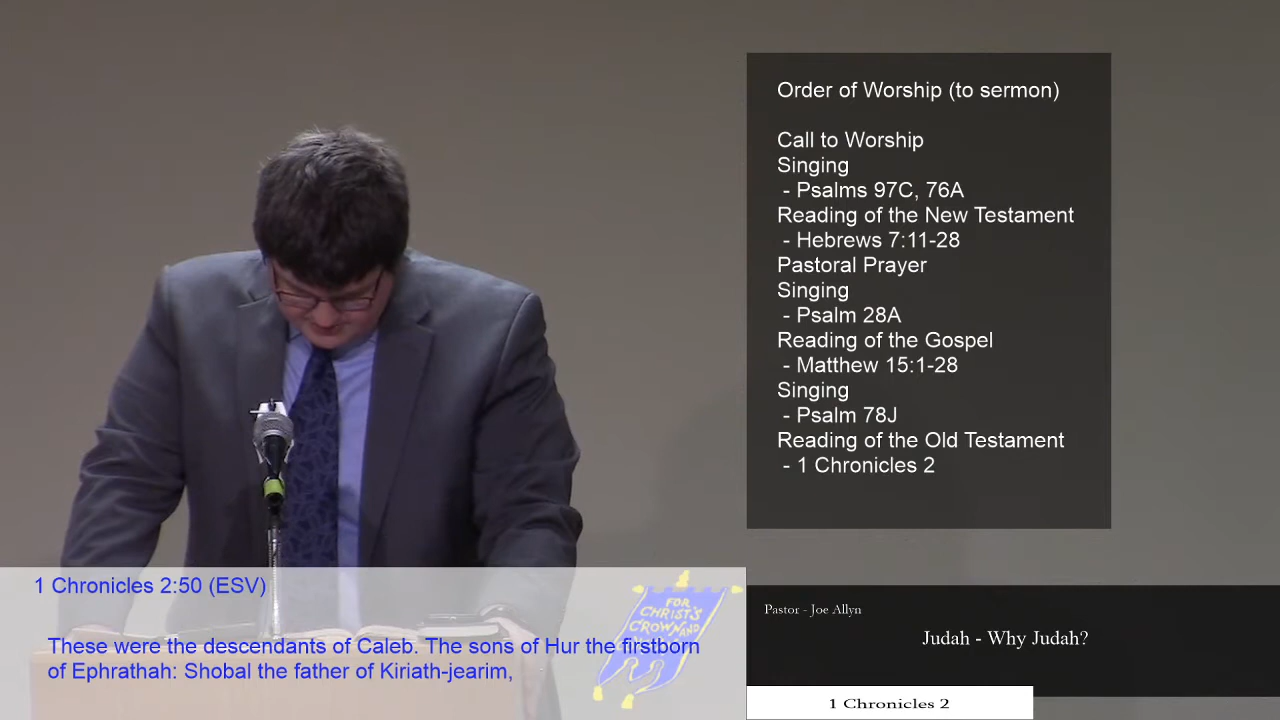 Order of Worship (to sermon)
Call to Worship
Singing
- Psalms 97C, 76A
Reading of the New Testament
- Hebrews 7:11-28
Pastoral Prayer
Singing
- Psalm 28A
Reading of the Gospel
- Matthew 15:1-28
Singing
- Psalm 78J
Reading of the Old Testament
- 1 Chronicles 2
1 Chronicles 2:50 (ESV)
These were the descendants of Caleb. The sons of Hur the firstborn
of Ephrathah: Shobal the father of Kiriath-jearim,
FOR
CHRIST'S
CROWN AND
Pastor - Joe Allyn
Judah - Why Judah?
1 Chronicles 2